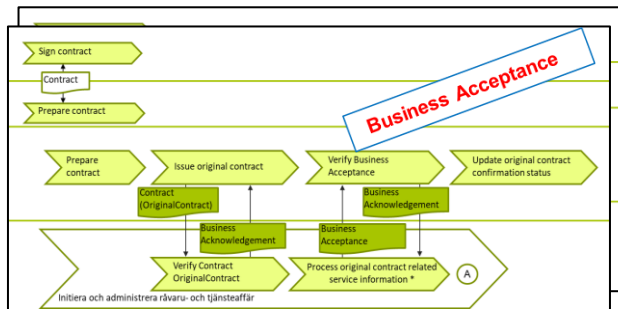 Sign contract
Business Acceptance
Contract
Prepare contract
Prepare
contract
Issue original contract
Verify Business
Acceptance
Update original contract
confirmation status
Contract
(OriginalContract)
Business
Acknowledgement
Business
Acknowledgement
Business
Acceptance
Verify Contract
OriginalContract
Process original contract related
service information *
A
Initiera och administrera råvaru- och tjänsteaffär